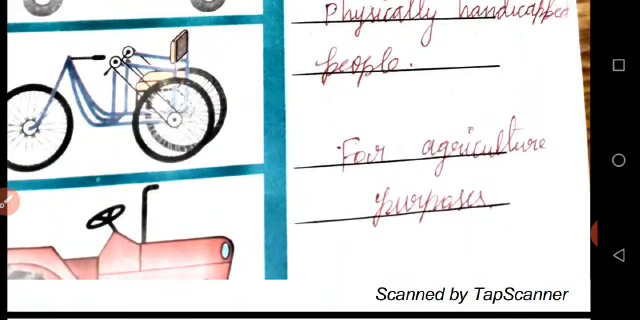 Physically handicapped
people.
For agriculture
purposes.
Scanned by TapScanner